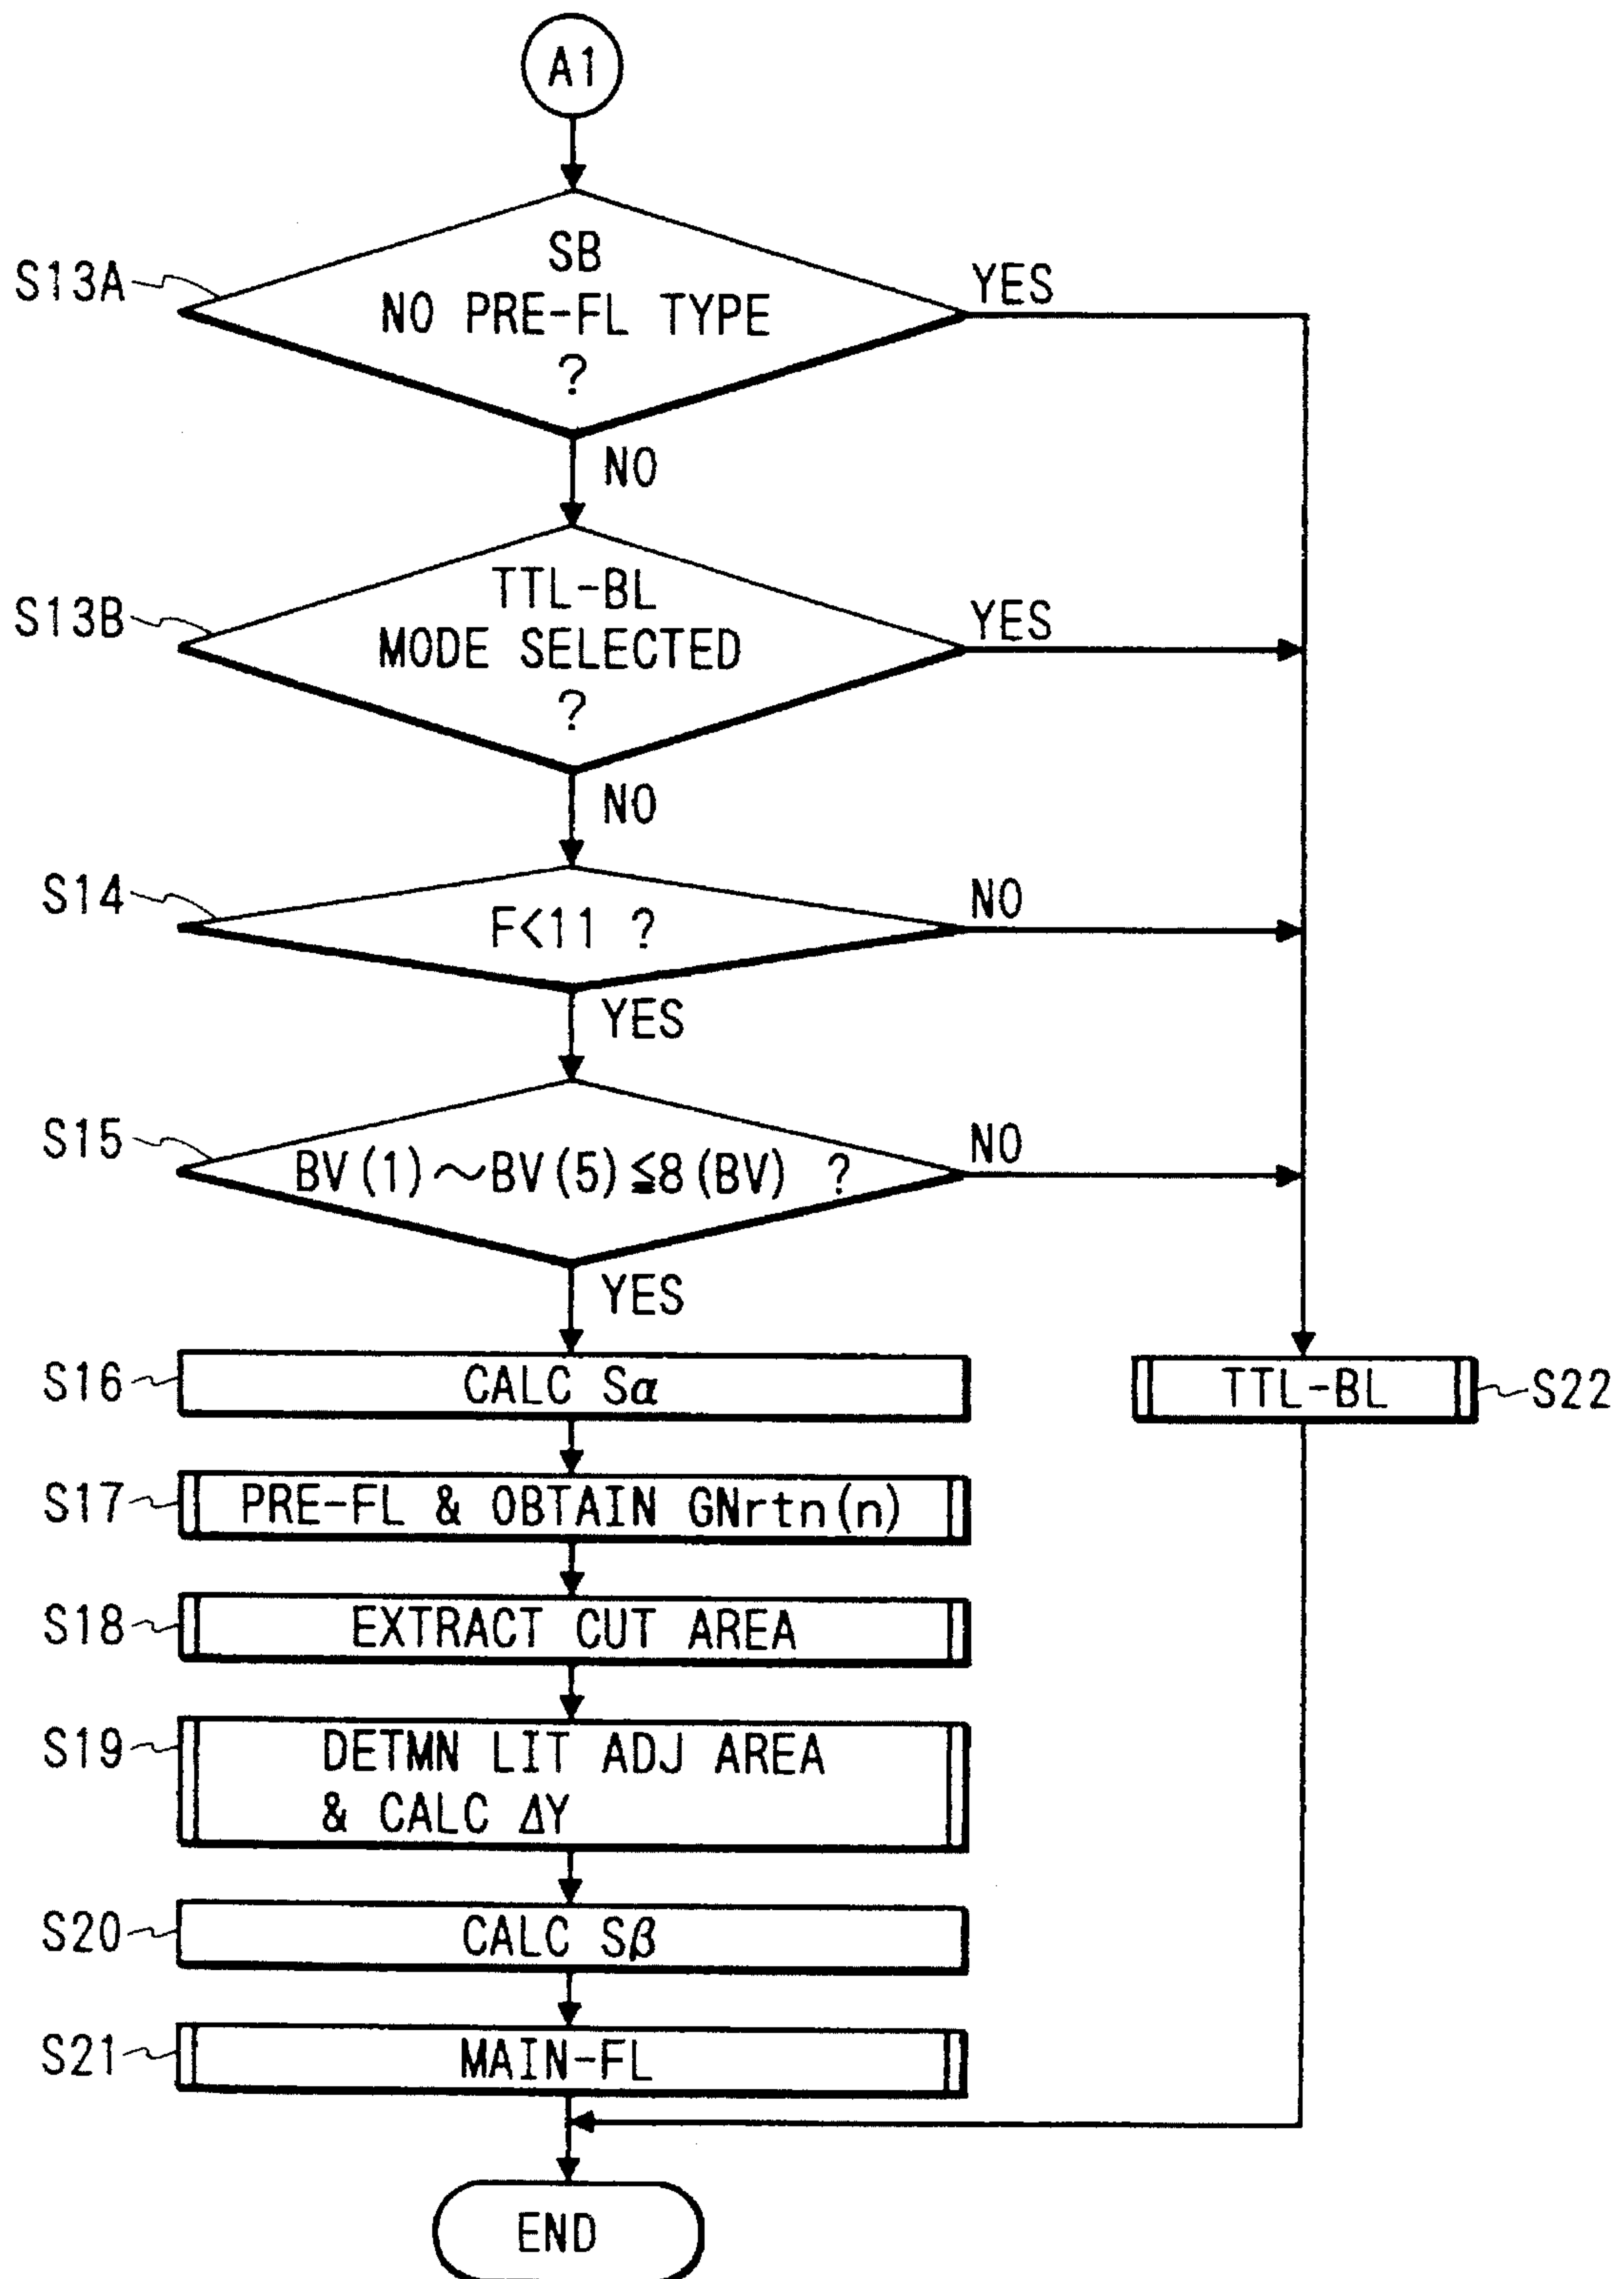 A1
S13A
SB
NO PRE-FL TYPE
?
YES
NO
S13B
TTL-BL
MODE SELECTED
?
YES
NO
S14
F<11 ?
NO
YES
S15
BV(1)～BV(5)≦8(BV) ?
NO
YES
S16
CALC Sα
TTL-BL
S22
S17
PRE-FL & OBTAIN GNrtn(n)
S18
EXTRACT CUT AREA
S19
DETMN LIT ADJ AREA
& CALC ΔY
S20
CALC Sβ
S21
MAIN-FL
END